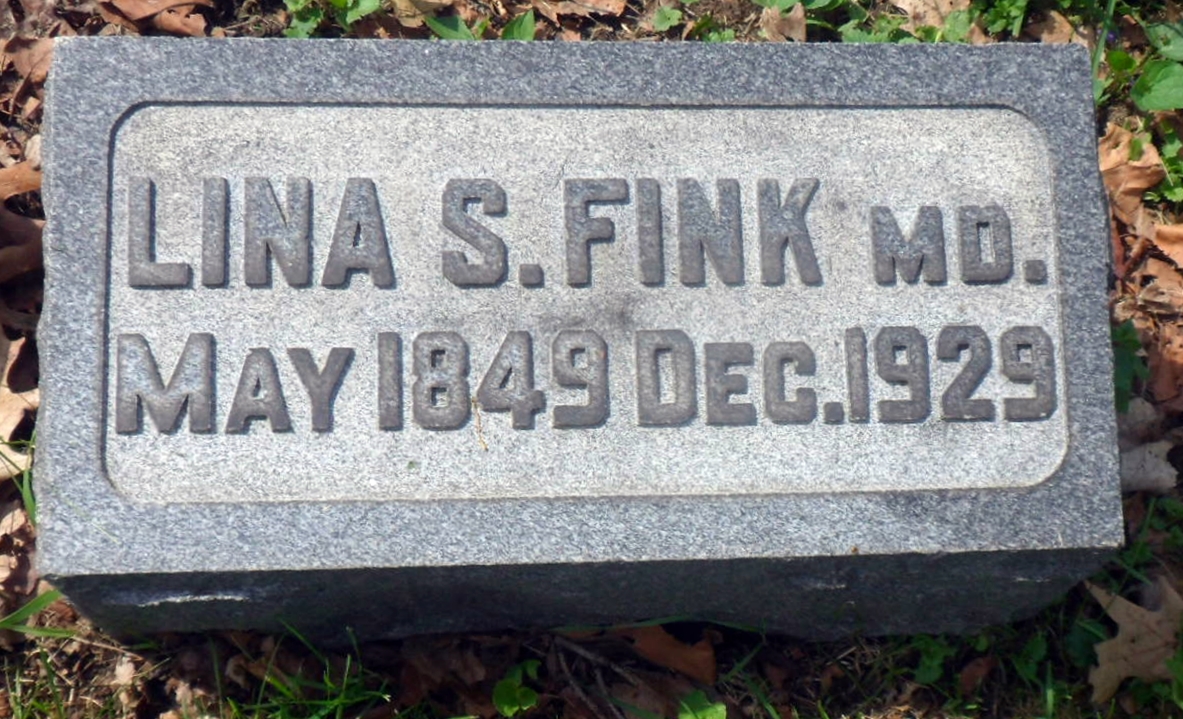 LINA S. FINK MD.
MAY 1849 DEC. 1929